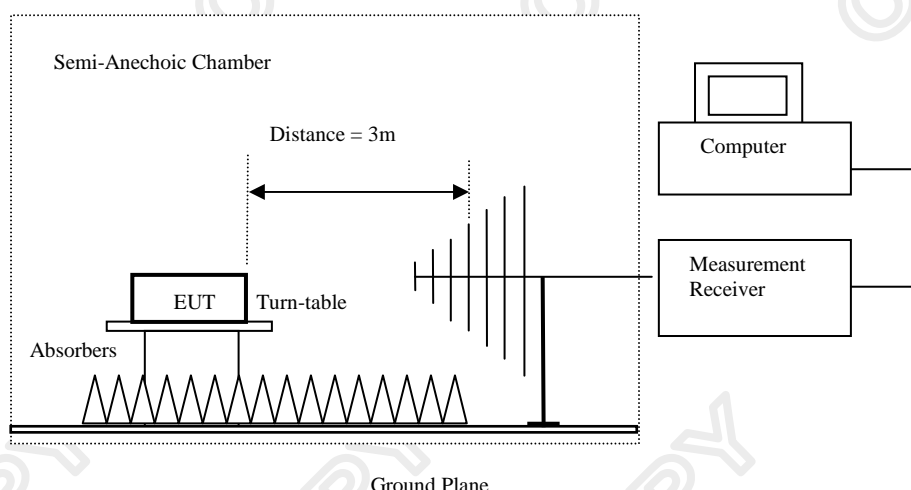 Semi-Anechoic Chamber
Distance = 3m
Computer
Measurement
Receiver
EUT
Turn-table
Absorbers
Ground Plane